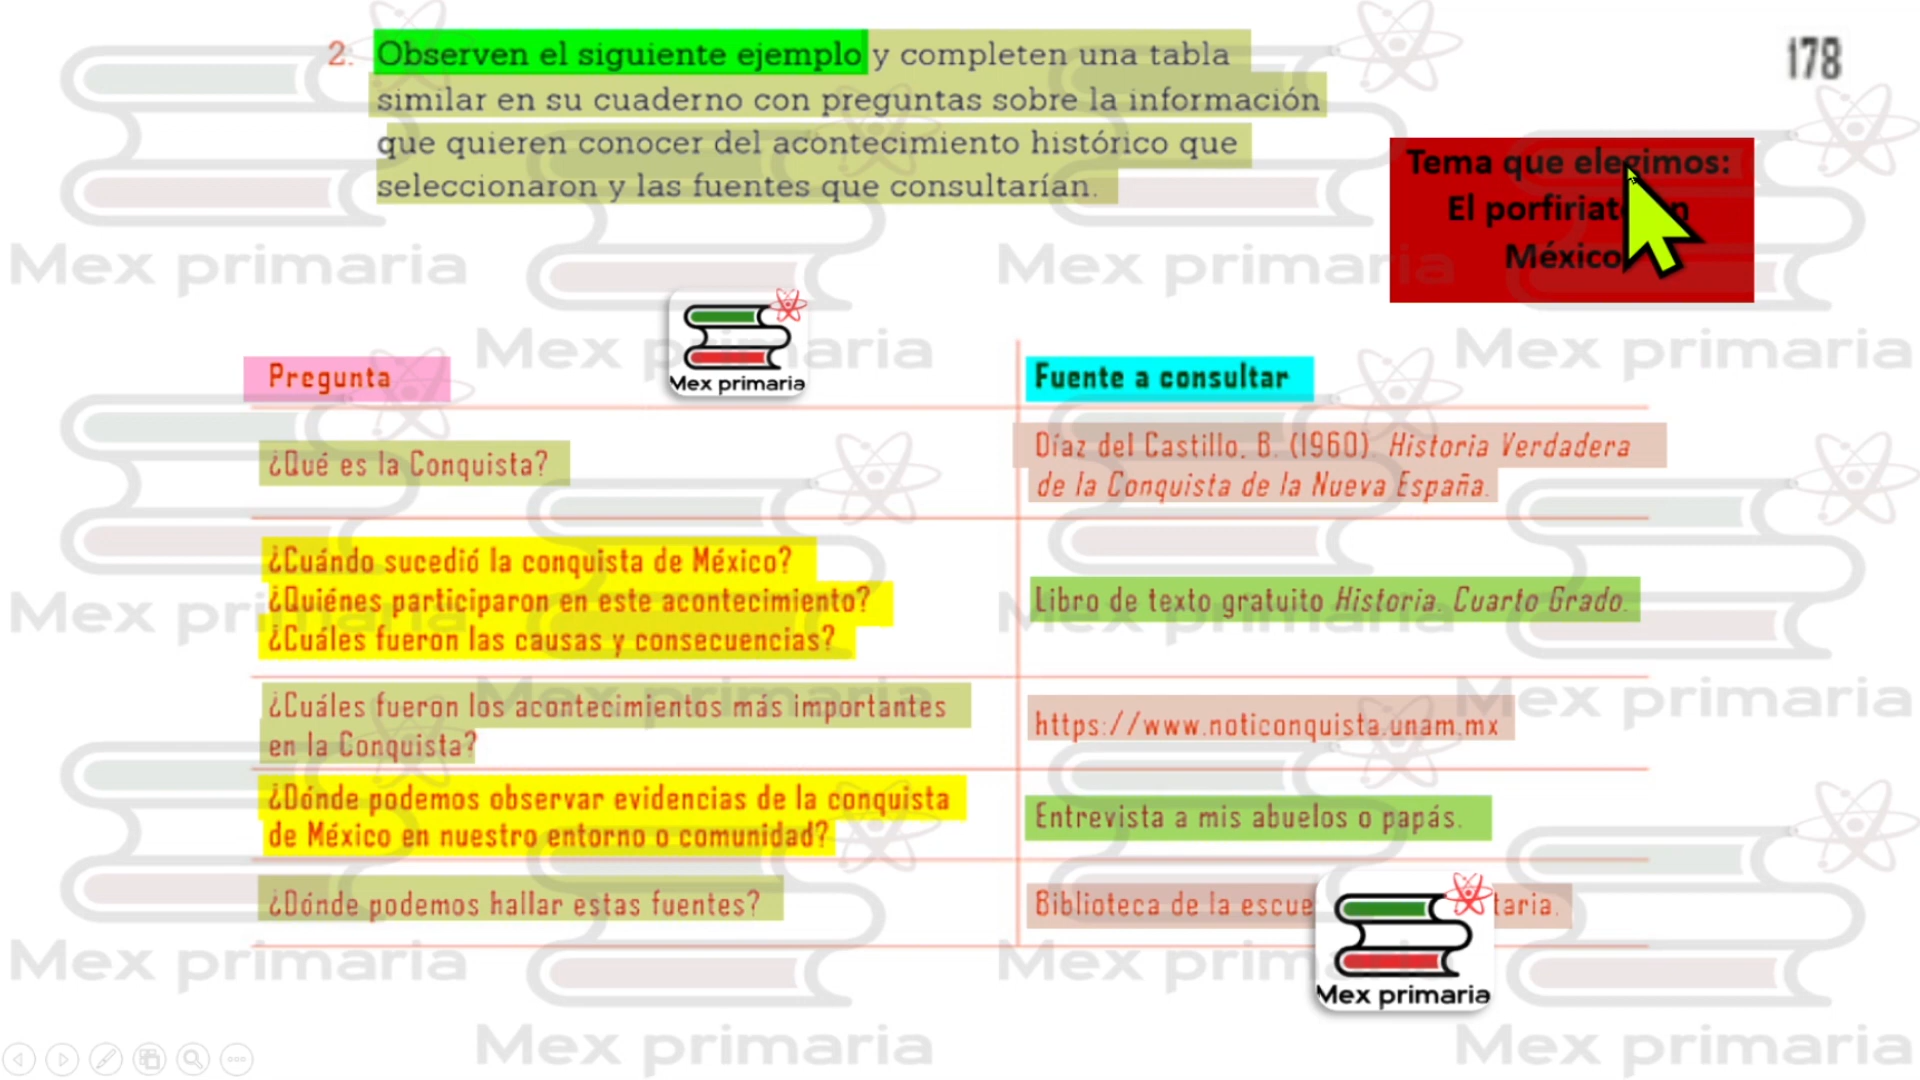 2. Observen el siguiente ejemplo y completen una tabla
similar en su cuaderno con preguntas sobre la información
que quieren conocer del acontecimiento histórico que
seleccionaron y las fuentes que consultarían.
178
Tema que elegimos:
El
México
Mex primaria
Pregunta
Fuente a consultar
¿Qué es la Conquista?
Díaz del Castillo, B. (1960). Historia Verdadera
de la Conquista de la Nueva España.
¿Cuándo sucedió la conquista de México?
¿Quiénes participaron en este acontecimiento?
¿Cuáles fueron las causas y consecuencias?
Libro de texto gratuito Historia. Cuarto Grado.
¿Cuáles fueron los acontecimientos más importantes
en la Conquista?
https://www.noticonquista.unam.mx
¿Dónde podemos observar evidencias de la conquista
de México en nuestro entorno o comunidad?
Entrevista a mis abuelos o papás.
¿Dónde podemos hallar estas fuentes?
Biblioteca de la
Mex primaria